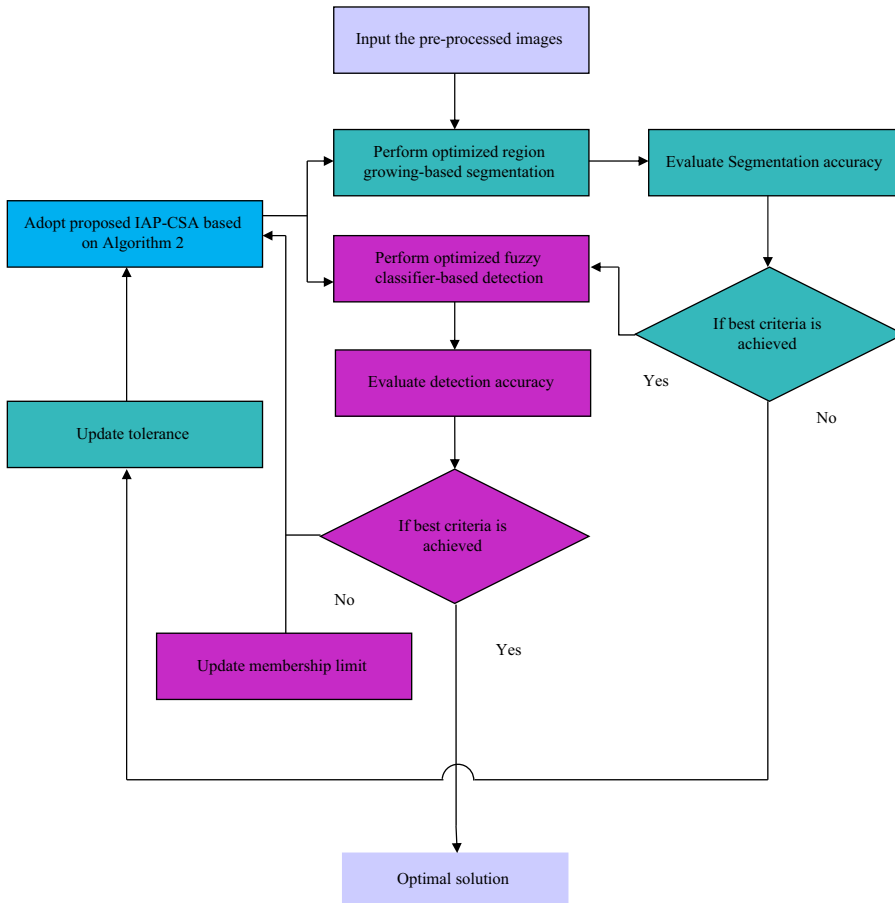 Input the pre-processed images
Perform optimized region
growing-based segmentation
Evaluate Segmentation accuracy
Adopt proposed IAP-CSA based
on Algorithm 2
Perform optimized fuzzy
classifier-based detection
If best criteria is
achieved
Yes
No
Evaluate detection accuracy
Update tolerance
If best criteria is
achieved
No
Yes
Update membership limit
Optimal solution